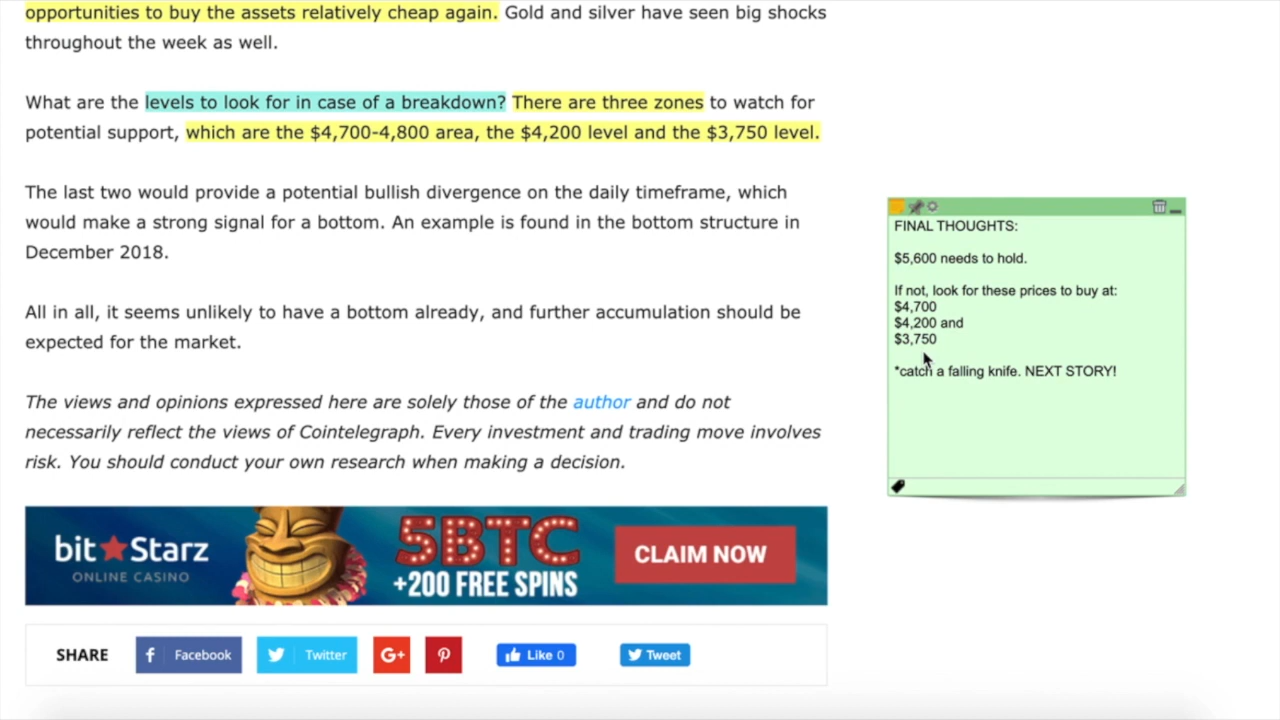 opportunities to buy the assets relatively cheap again. Gold and silver have seen big shocks
throughout the week as well.
What are the levels to look for in case of a breakdown? There are three zones to watch for
potential support, which are the $4,700-4,800 area, the $4,200 level and the $3,750 level.
The last two would provide a potential bullish divergence on the daily timeframe, which
would make a strong signal for a bottom. An example is found in the bottom structure in
December 2018.
All in all, it seems unlikely to have a bottom already, and further accumulation should be
expected for the market.
The views and opinions expressed here are solely those of the author and do not
necessarily reflect the views of Cointelegraph. Every investment and trading move involves
risk. You should conduct your own research when making a decision.
bit Starz
ONLINE CASINO
5BTC
+200 FREE SPINS
CLAIM NOW
SHARE
Facebook
Twitter
G+
Like 0
Tweet
FINAL THOUGHTS:
$5,600 needs to hold.
If not, look for these prices to buy at:
$4,700
$4,200 and
$3,750
*catch a falling knife. NEXT STORY!